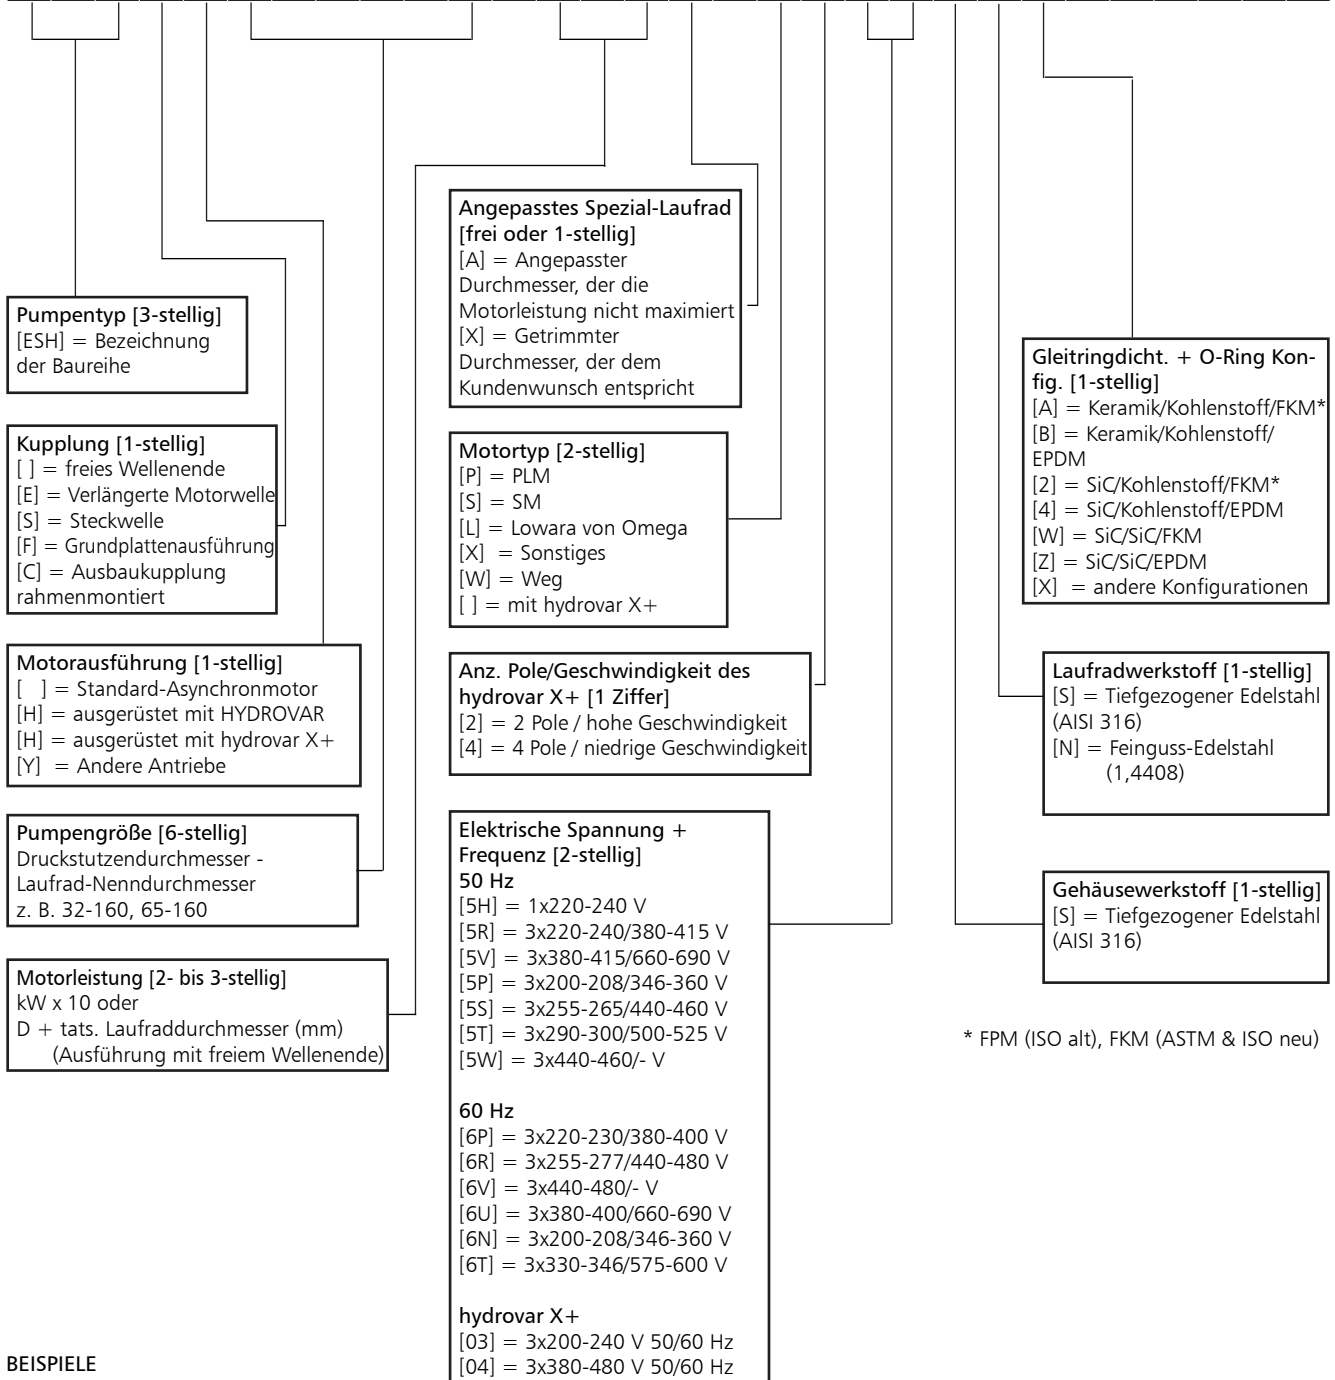 Pumpentyp [3-stellig]
[ESH] = Bezeichnung
der Baureihe
Kupplung [1-stellig]
[ ] = freies Wellenende
[E] = Verlängerte Motorwelle
[S] = Steckwelle
[F] = Grundplattenausführung
[C] = Ausbaukupplung
rahmenmontiert
Motorausführung [1-stellig]
[  ] = Standard-Asynchronmotor
[H] = ausgerüstet mit HYDROVAR
[H] = ausgerüstet mit hydrovar X+
[Y] = Andere Antriebe
Pumpengröße [6-stellig]
Druckstutzendurchmesser -
Laufrad-Nenndurchmesser
z. B. 32-160, 65-160
Motorleistung [2- bis 3-stellig]
kW x 10 oder
D + tats. Laufraddurchmesser (mm)
(Ausführung mit freiem Wellenende)
Angepasstes Spezial-Laufrad
[frei oder 1-stellig]
[A] = Angepasster
Durchmesser, der die
Motorleistung nicht maximiert
[X] = Getrimmter
Durchmesser, der dem
Kundenwunsch entspricht
Motortyp [2-stellig]
[P] = PLM
[S] = SM
[L] = Lowara von Omega
[X] = Sonstiges
[W] = Weg
[ ] = mit hydrovar X+
Anz. Pole/Geschwindigkeit des
hydrovar X+ [1 Ziffer]
[2] = 2 Pole / hohe Geschwindigkeit
[4] = 4 Pole / niedrige Geschwindigkeit
Elektrische Spannung +
Frequenz [2-stellig]
50 Hz
[5H] = 1x220-240 V
[5R] = 3x220-240/380-415 V
[5V] = 3x380-415/660-690 V
[5P] = 3x200-208/346-360 V
[5S] = 3x255-265/440-460 V
[5T] = 3x290-300/500-525 V
[5W] = 3x440-460/- V
60 Hz
[6P] = 3x220-230/380-400 V
[6R] = 3x255-277/440-480 V
[6V] = 3x440-480/- V
[6U] = 3x380-400/660-690 V
[6N] = 3x200-208/346-360 V
[6T] = 3x330-346/575-600 V
hydrovar X+
[03] = 3x200-240 V 50/60 Hz
[04] = 3x380-480 V 50/60 Hz
Gleitringdicht. + O-Ring Kon-
fig. [1-stellig]
[A] = Keramik/Kohlenstoff/FKM*
[B] = Keramik/Kohlenstoff/
EPDM
[2] = SiC/Kohlenstoff/FKM*
[4] = SiC/Kohlenstoff/EPDM
[W] = SiC/SiC/FKM
[Z] = SiC/SiC/EPDM
[X] = andere Konfigurationen
Laufradwerkstoff [1-stellig]
[S] = Tiefgezogener Edelstahl
(AISI 316)
[N] = Feinguss-Edelstahl
(1,4408)
Gehäusewerkstoff [1-stellig]
[S] = Tiefgezogener Edelstahl
(AISI 316)
* FPM (ISO alt), FKM (ASTM & ISO neu)
BEISPIELE